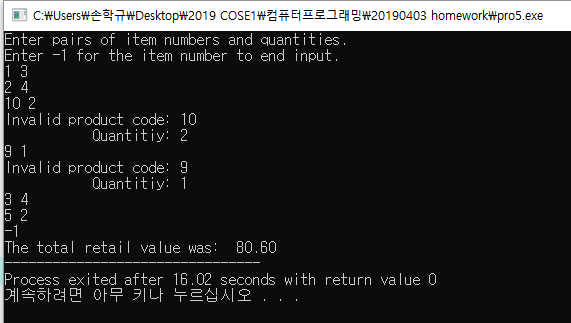 C:\Users\손학규\Desktop\2019 COSE1\컴퓨터프로그래밍\20190403 homework\pro5.exe
Enter pairs of item numbers and quantities.
Enter -1 for the item number to end input.
1 3
2 4
10 2
Invalid product code: 10
Quantitiy: 2
9 1
Invalid product code: 9
Quantitiy: 1
3 4
5 2
-1
The total retail value was:  80.60
--------------------------------
Process exited after 16.02 seconds with return value 0
계속하려면 아무 키나 누르십시오 . . .